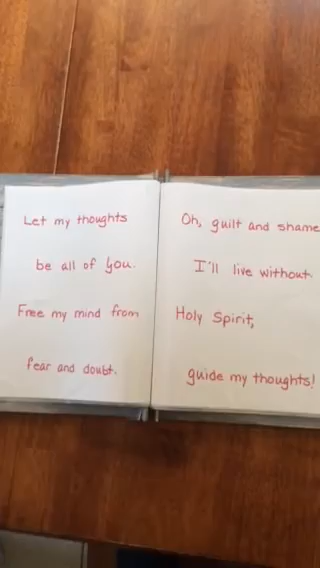 Let my thoughts
be all of you.
Free my mind from
fear and doubt.
Oh, guilt and shame
I'll live without.
Holy Spirit,
guide my thoughts!